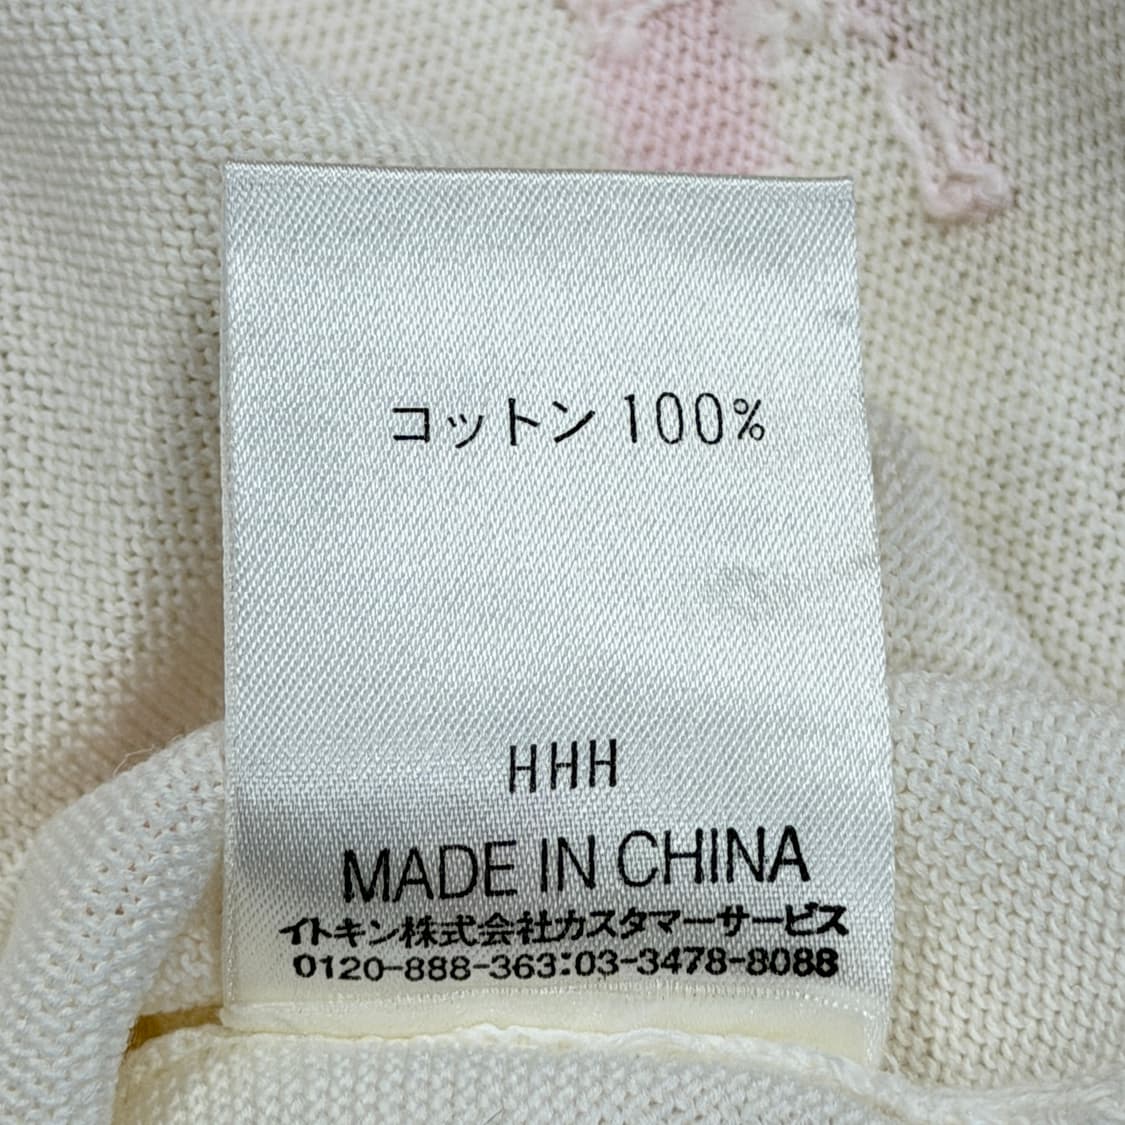 コットン 100%
HHH
MADE IN CHINA
イトキン株式会社カスタマーサービス
0120-888-363:03-3478-8088